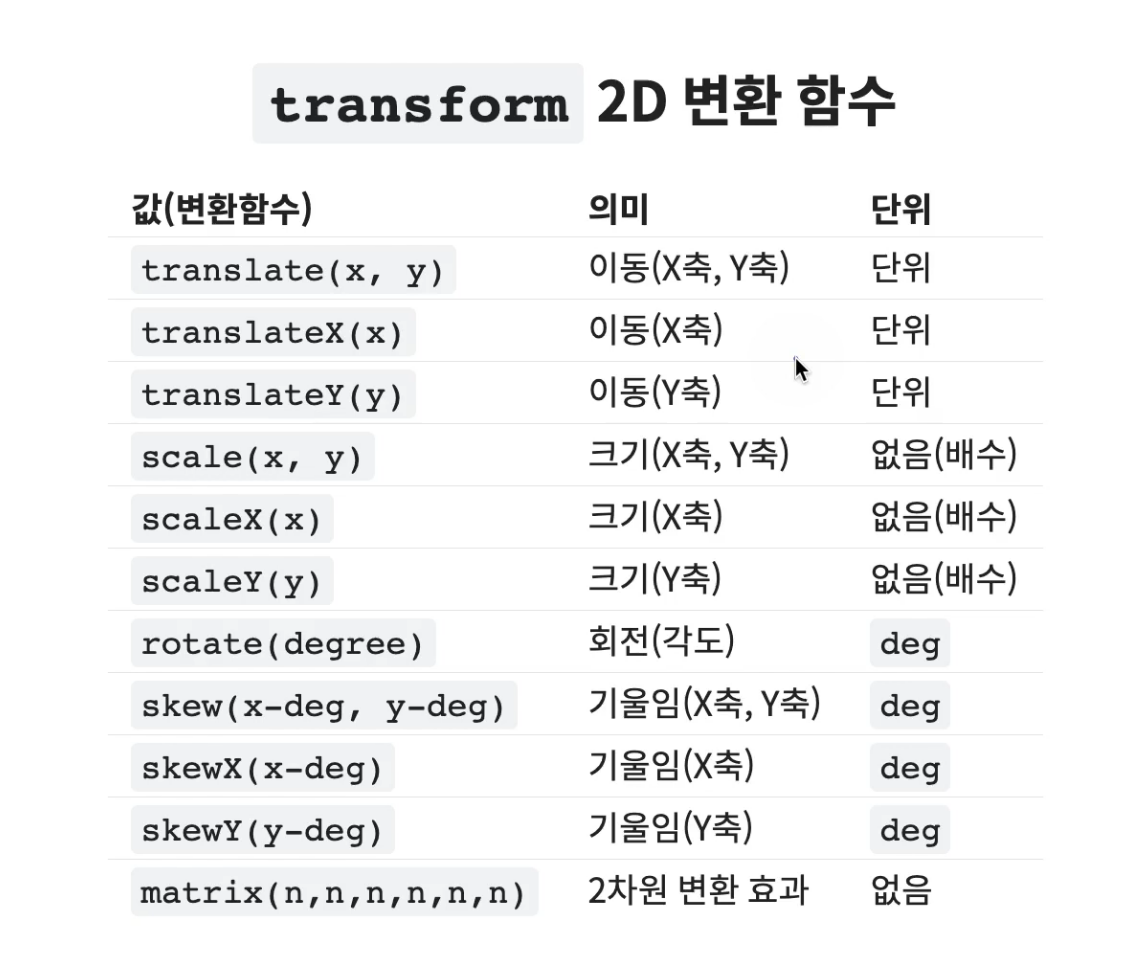 transform 2D 변환 함수
값(변환함수) 의미 단위
translate(x, y) 이동(X축, Y축) 단위
translateX(x) 이동(X축) 단위
translateY(y) 이동(Y축) 단위
scale(x, y) 크기(X축, Y축) 없음(배수)
scaleX(x) 크기(X축) 없음(배수)
scaleY(y) 크기(Y축) 없음(배수)
rotate(degree) 회전(각도) deg
skew(x-deg, y-deg) 기울임(X축, Y축) deg
skewX(x-deg) 기울임(X축) deg
skewY(y-deg) 기울임(Y축) deg
matrix(n,n,n,n,n,n) 2차원 변환 효과 없음